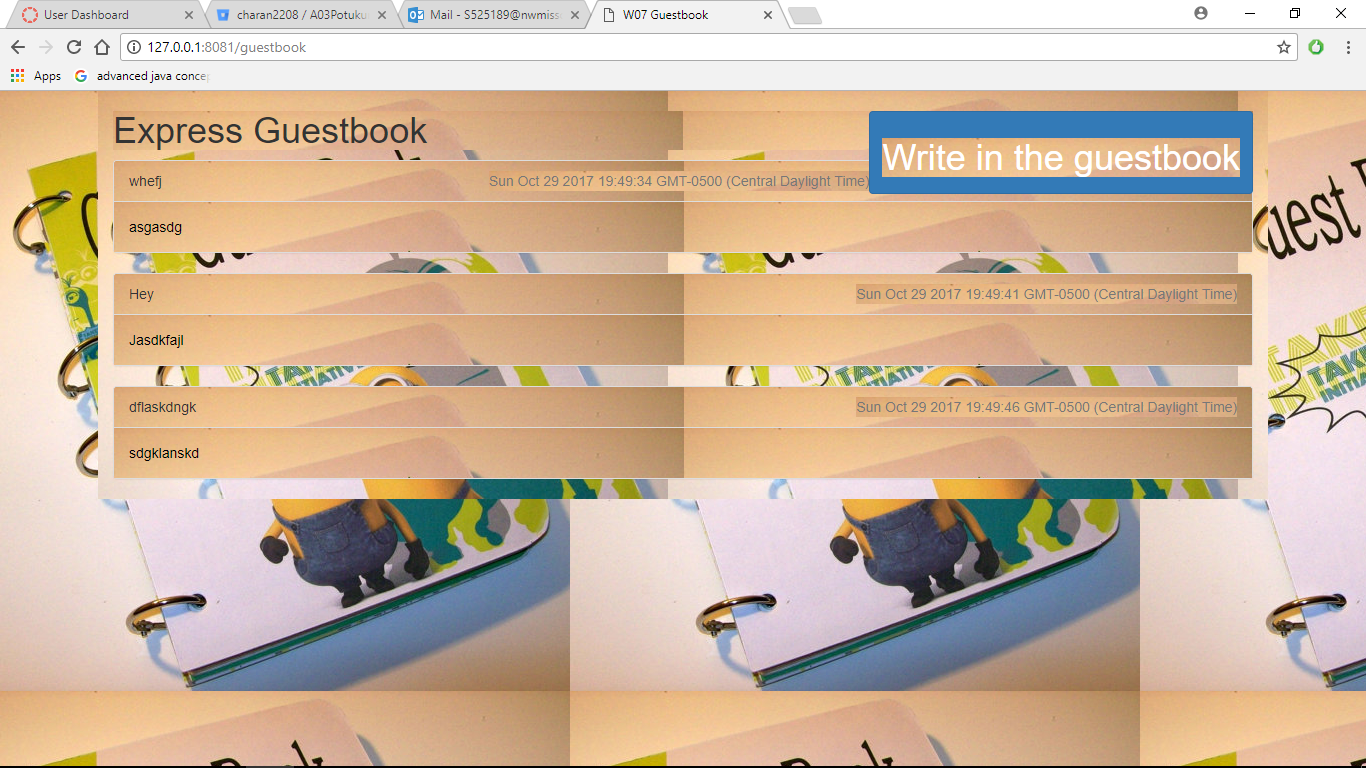 User Dashboard
charan2208 / A03Potuku
Mail - S525189@nwmiss
W07 Guestbook
127.0.0.1:8081/guestbook
Apps
advanced java conce
Express Guestbook
Write in the guestbook
whefj
Sun Oct 29 2017 19:49:34 GMT-0500 (Central Daylight Time)
asgasdg
Hey
Sun Oct 29 2017 19:49:41 GMT-0500 (Central Daylight Time)
Jasdkfajl
dflaskdngk
Sun Oct 29 2017 19:49:46 GMT-0500 (Central Daylight Time)
sdgklanskd
uest
TAKE
INITIA